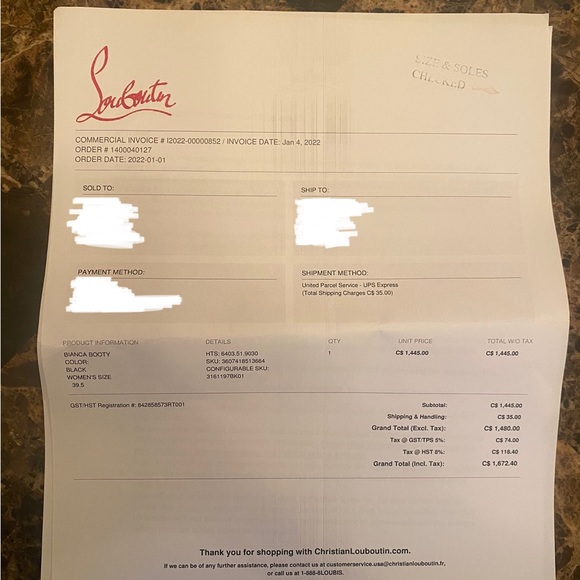 Louboutin
SIZE & SOLES
CHECKED
COMMERCIAL INVOICE # I2022-00000852 / INVOICE DATE: Jan 4, 2022
ORDER # 1400040127
ORDER DATE: 2022-01-01
SOLD TO:
SHIP TO:
PAYMENT METHOD:
SHIPMENT METHOD:
United Parcel Service - UPS Express
(Total Shipping Charges C$ 35.00)
PRODUCT INFORMATION DETAILS QTY UNIT PRICE TOTAL W/O TAX
BIANCA BOOTY HTS: 6403.51.9030 1 C$ 1,445.00 C$ 1,445.00
COLOR: SKU: 3607418513664
BLACK CONFIGURABLE SKU:
WOMEN'S SIZE 3161197BK01
39.5
GST/HST Registration #: 842858573RT001
Subtotal: C$ 1,445.00
Shipping & Handling: C$ 35.00
Grand Total (Excl. Tax): C$ 1,480.00
Tax @ GST/TPS 5%: C$ 74.00
Tax @ HST 8%: C$ 118.40
Grand Total (Incl. Tax): C$ 1,672.40
Thank you for shopping with ChristianLouboutin.com.
If we can be of any further assistance, please contact us at customerservice.usa@christianlouboutin.fr,
or call us at 1-888-8LOUBIS.